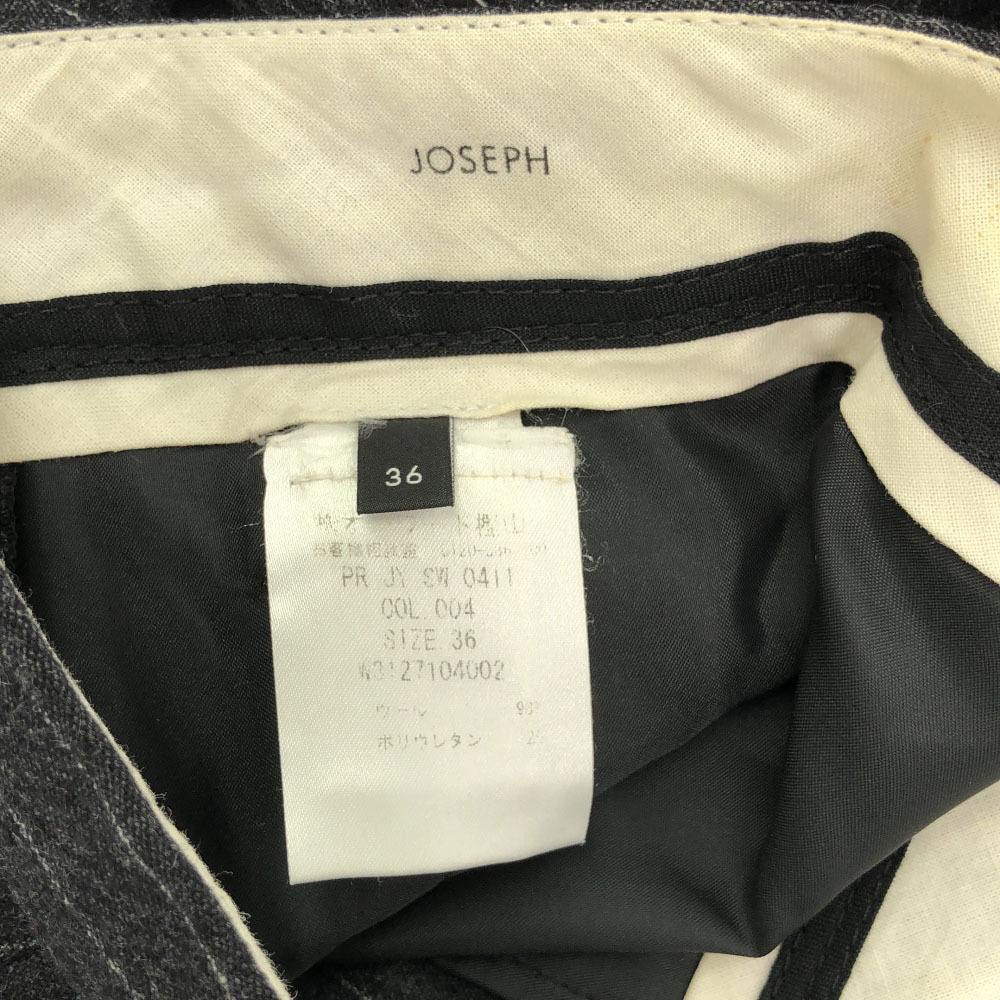 JOSEPH
36
PR JY SW 0411
COL.004
SIZE.36
W3127104002
ウール
ポリウレタン